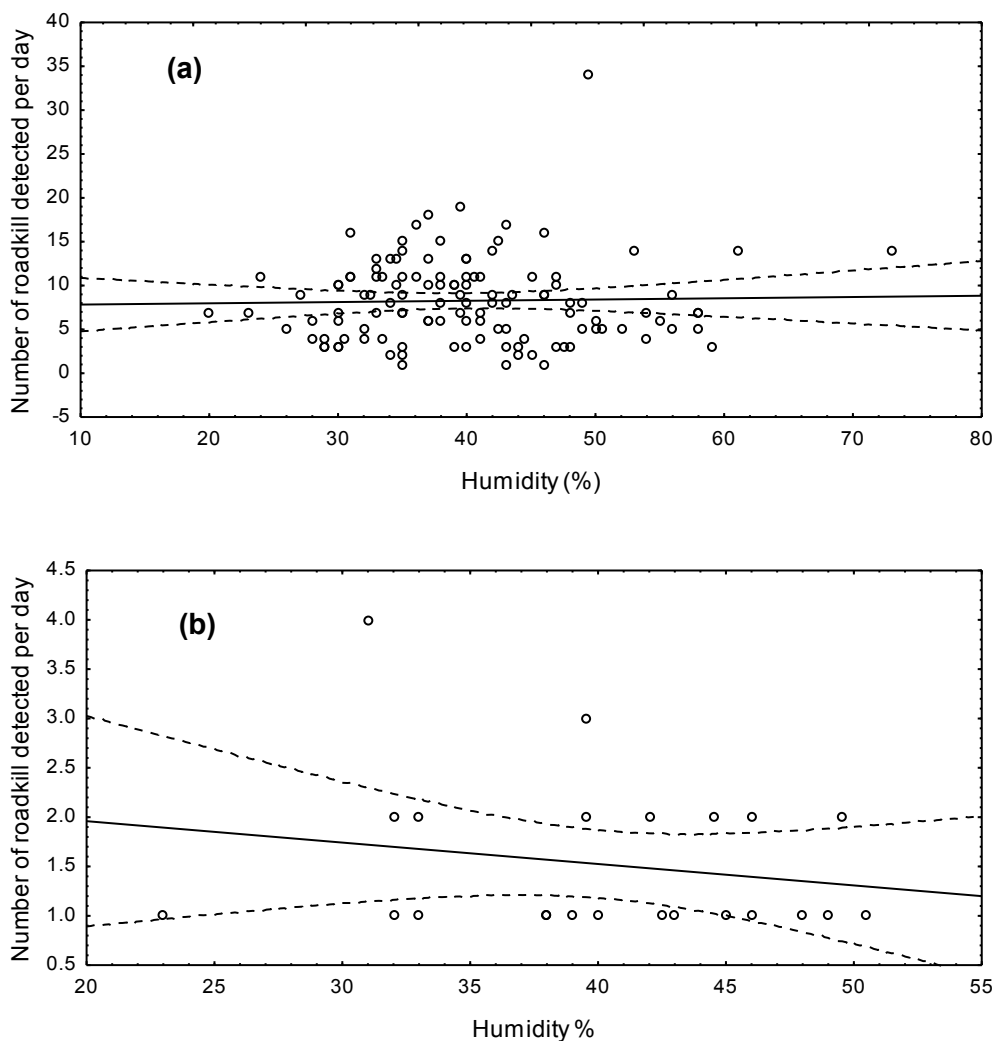 (a)
Number of roadkill detected per day
40
35
30
25
20
15
10
5
0
-5
10 20 30 40 50 60 70 80
Humidity (%)
(b)
Number of roadkill detected per day
4.5
4.0
3.5
3.0
2.5
2.0
1.5
1.0
0.5
20 25 30 35 40 45 50 55
Humidity %